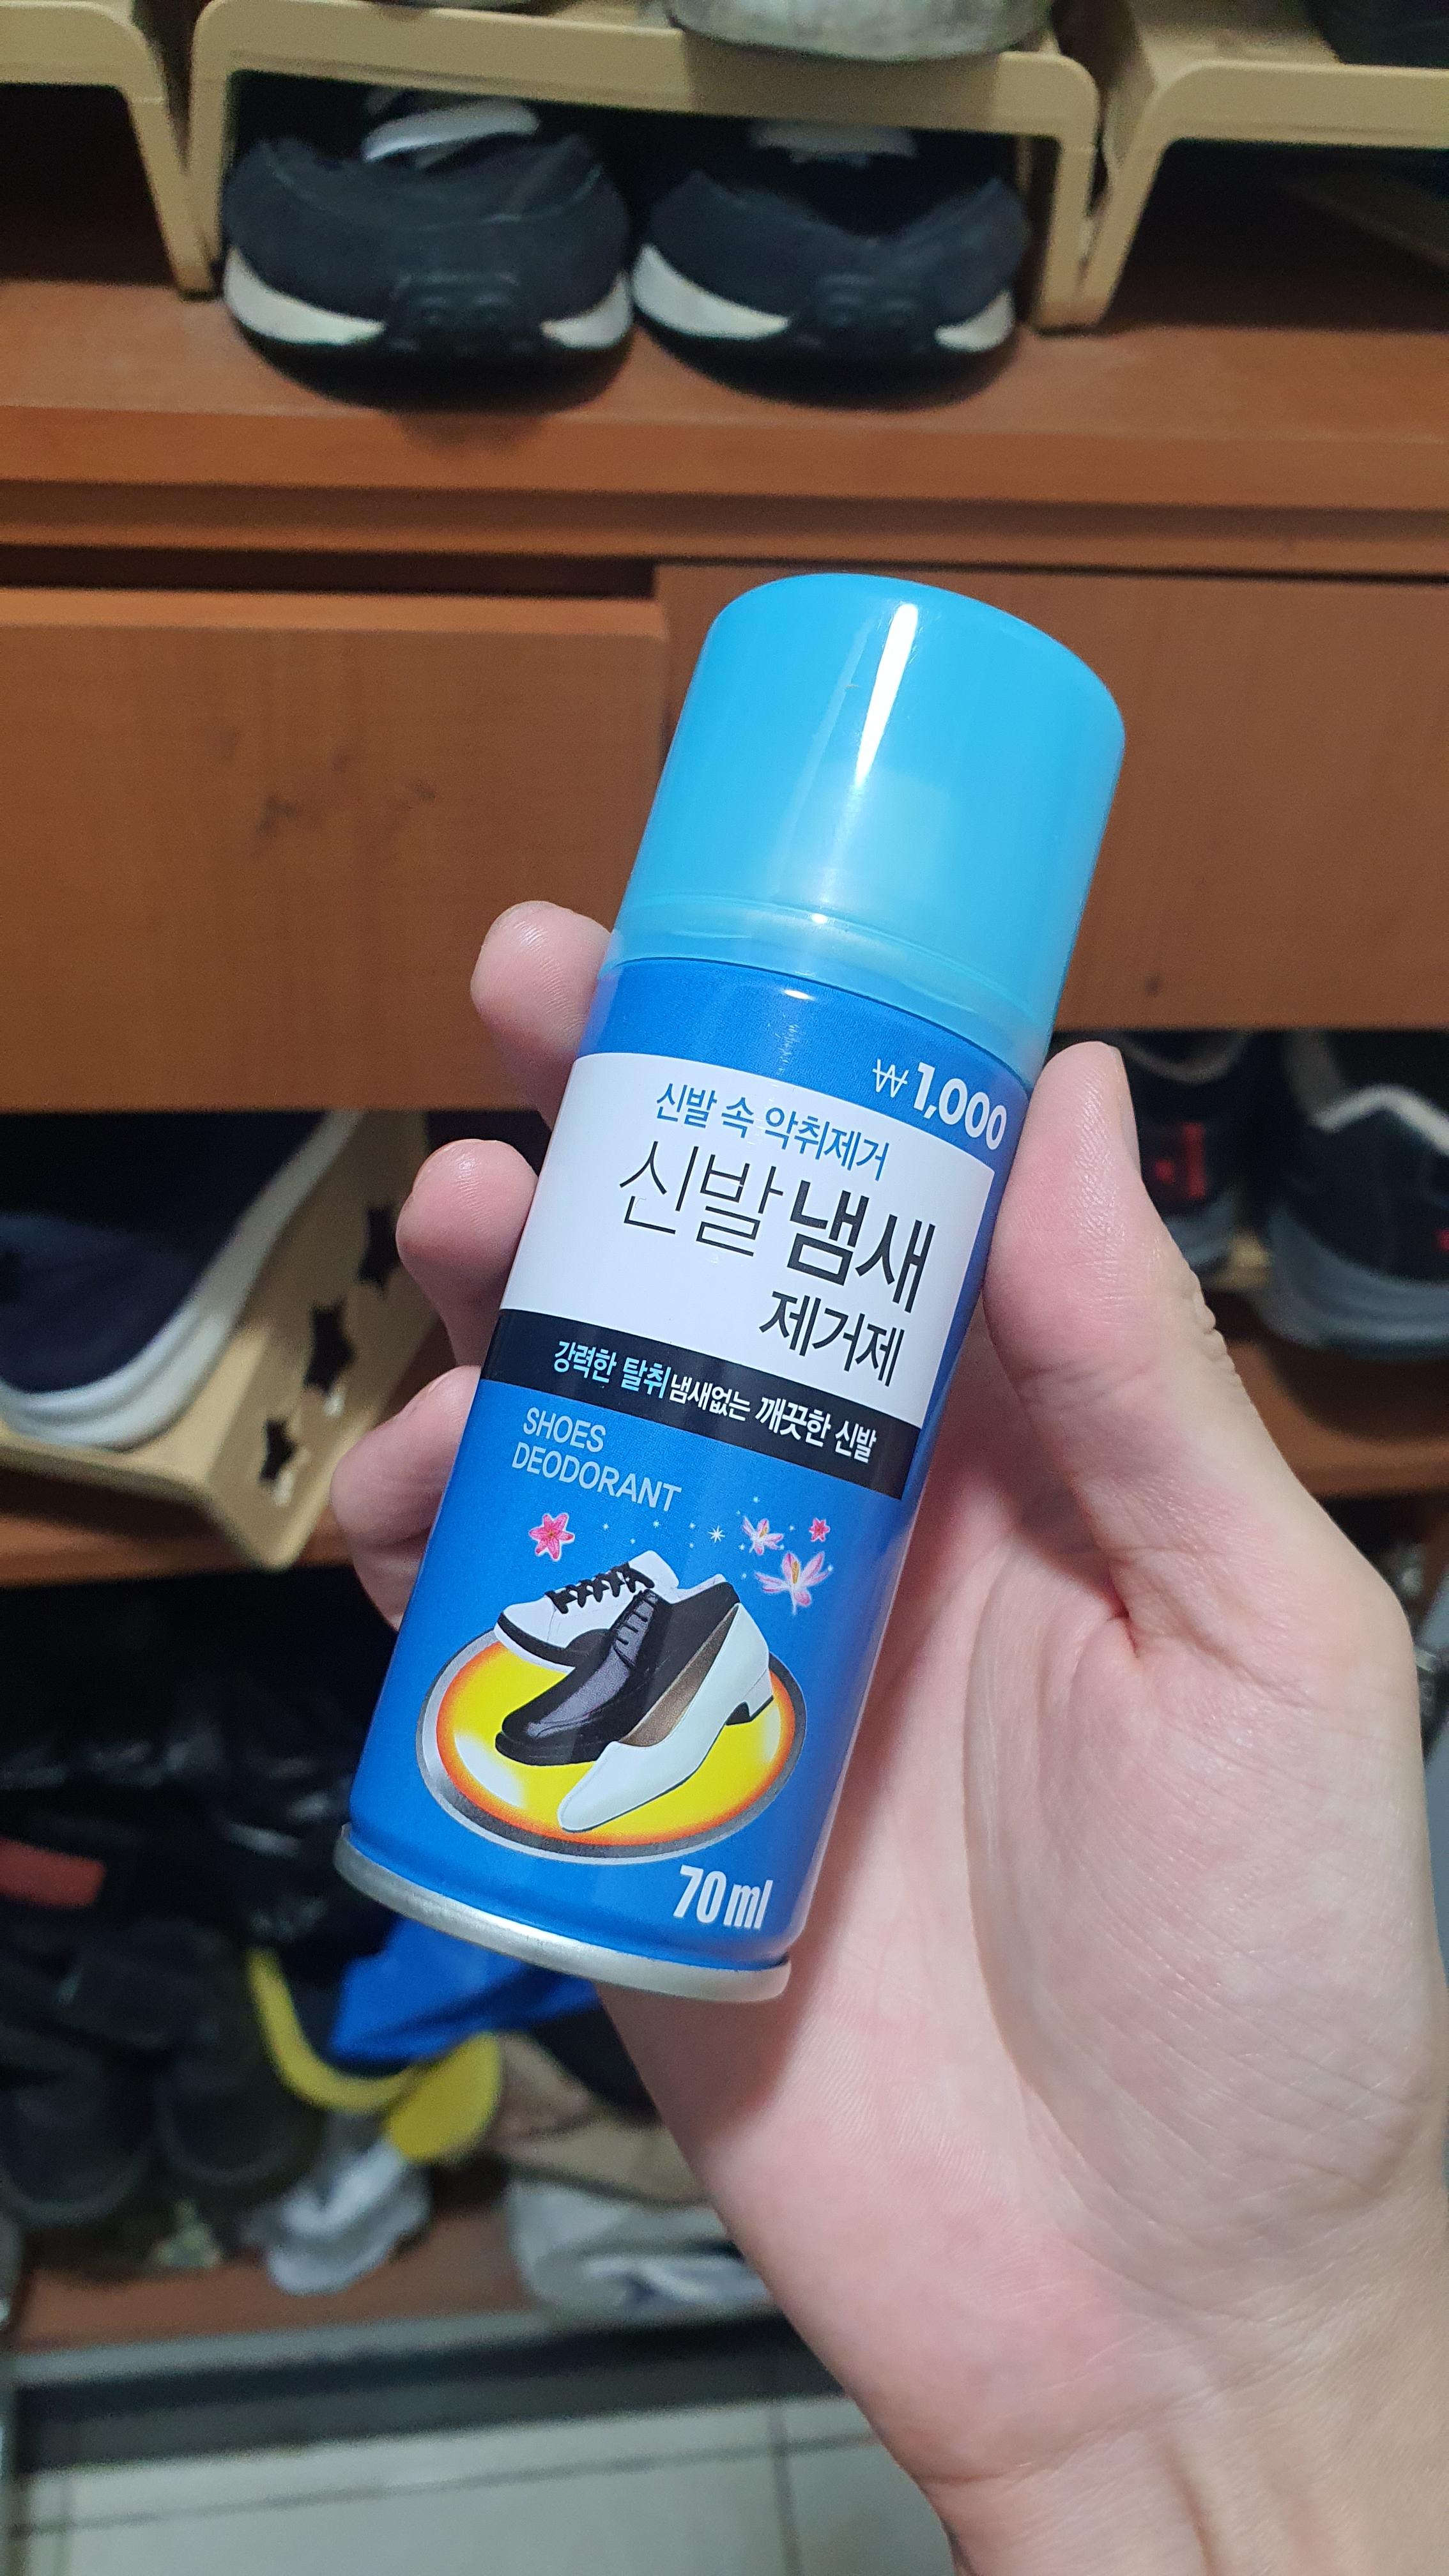 ₩1,000
신발 속 악취제거
신발 냄새
제거제
강력한 탈취 냄새없는 깨끗한 신발
SHOES
DEODORANT
70ml